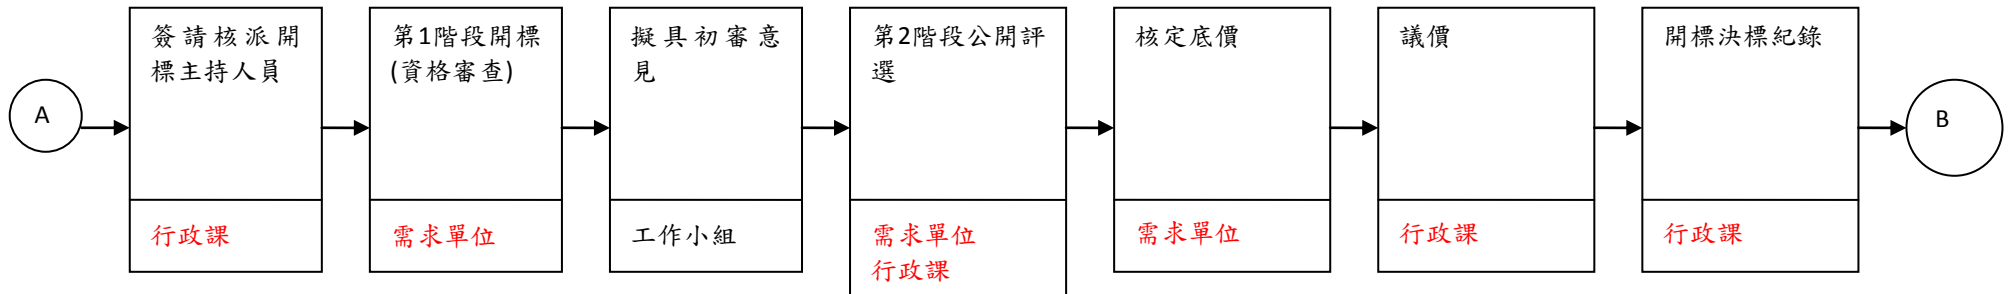 A
簽請核派開
標主持人員
行政課
第1階段開標
(資格審查)
需求單位
擬具初審意
見
工作小組
第2階段公開評
選
需求單位
行政課
核定底價
需求單位
議價
行政課
開標決標紀錄
行政課
B